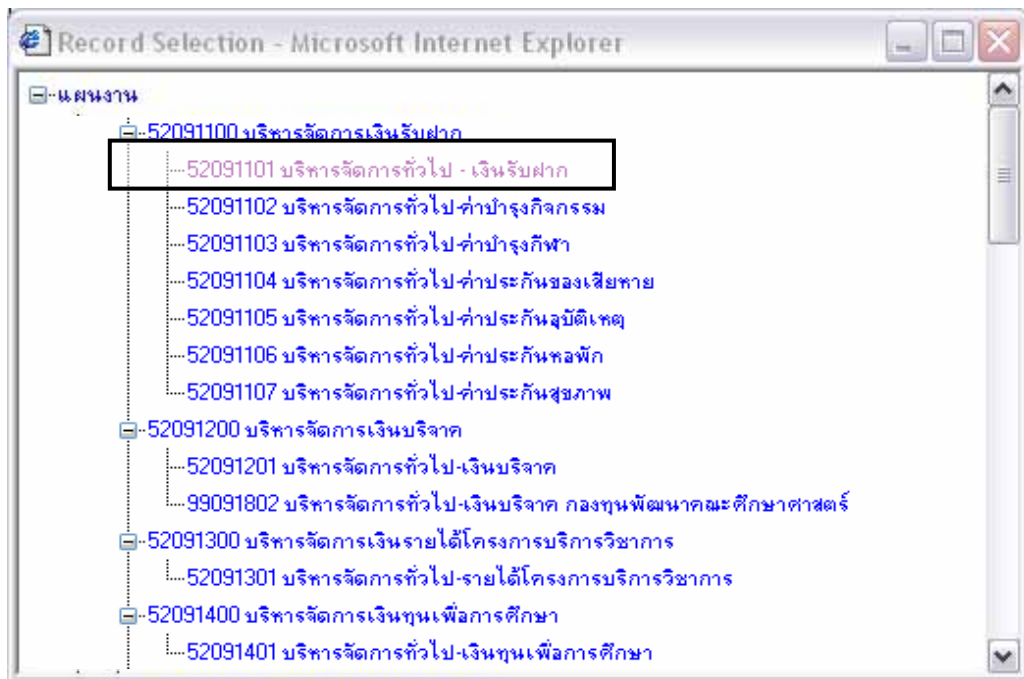 Record Selection - Microsoft Internet Explorer
แผนงาน
52091100 บริหารจัดการเงินรับฝาก
52091101 บริหารจัดการทั่วไป - เงินรับฝาก
52091102 บริหารจัดการทั่วไป-ค่าบำรุงกิจกรรม
52091103 บริหารจัดการทั่วไป-ค่าบำรุงกีฬา
52091104 บริหารจัดการทั่วไป-ค่าประกันของเสียหาย
52091105 บริหารจัดการทั่วไป-ค่าประกันอุบัติเหตุ
52091106 บริหารจัดการทั่วไป-ค่าประกันหอพัก
52091107 บริหารจัดการทั่วไป-ค่าประกันสุขภาพ
52091200 บริหารจัดการเงินบริจาค
52091201 บริหารจัดการทั่วไป-เงินบริจาค
99091802 บริหารจัดการทั่วไป-เงินบริจาค กองทุนพัฒนาคณะศึกษาศาสตร์
52091300 บริหารจัดการเงินรายได้โครงการบริการวิชาการ
52091301 บริหารจัดการทั่วไป-รายได้โครงการบริการวิชาการ
52091400 บริหารจัดการเงินทุนเพื่อการศึกษา
52091401 บริหารจัดการทั่วไป-เงินทุนเพื่อการศึกษา